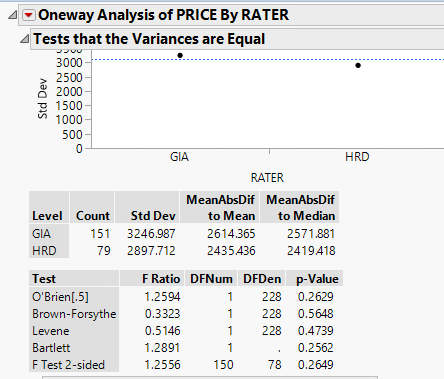 Oneway Analysis of PRICE By RATER
Tests that the Variances are Equal
3500
3000
2500
2000
1500
1000
500
0
Std Dev
GIA HRD
RATER
MeanAbsDif MeanAbsDif
Level Count Std Dev to Mean to Median
GIA 151 3246.987 2614.365 2571.881
HRD 79 2897.712 2435.436 2419.418
Test F Ratio DFNum DFDen p-Value
O'Brien[.5] 1.2594 1 228 0.2629
Brown-Forsythe 0.3323 1 228 0.5648
Levene 0.5146 1 228 0.4739
Bartlett 1.2891 1 . 0.2562
F Test 2-sided 1.2556 150 78 0.2649